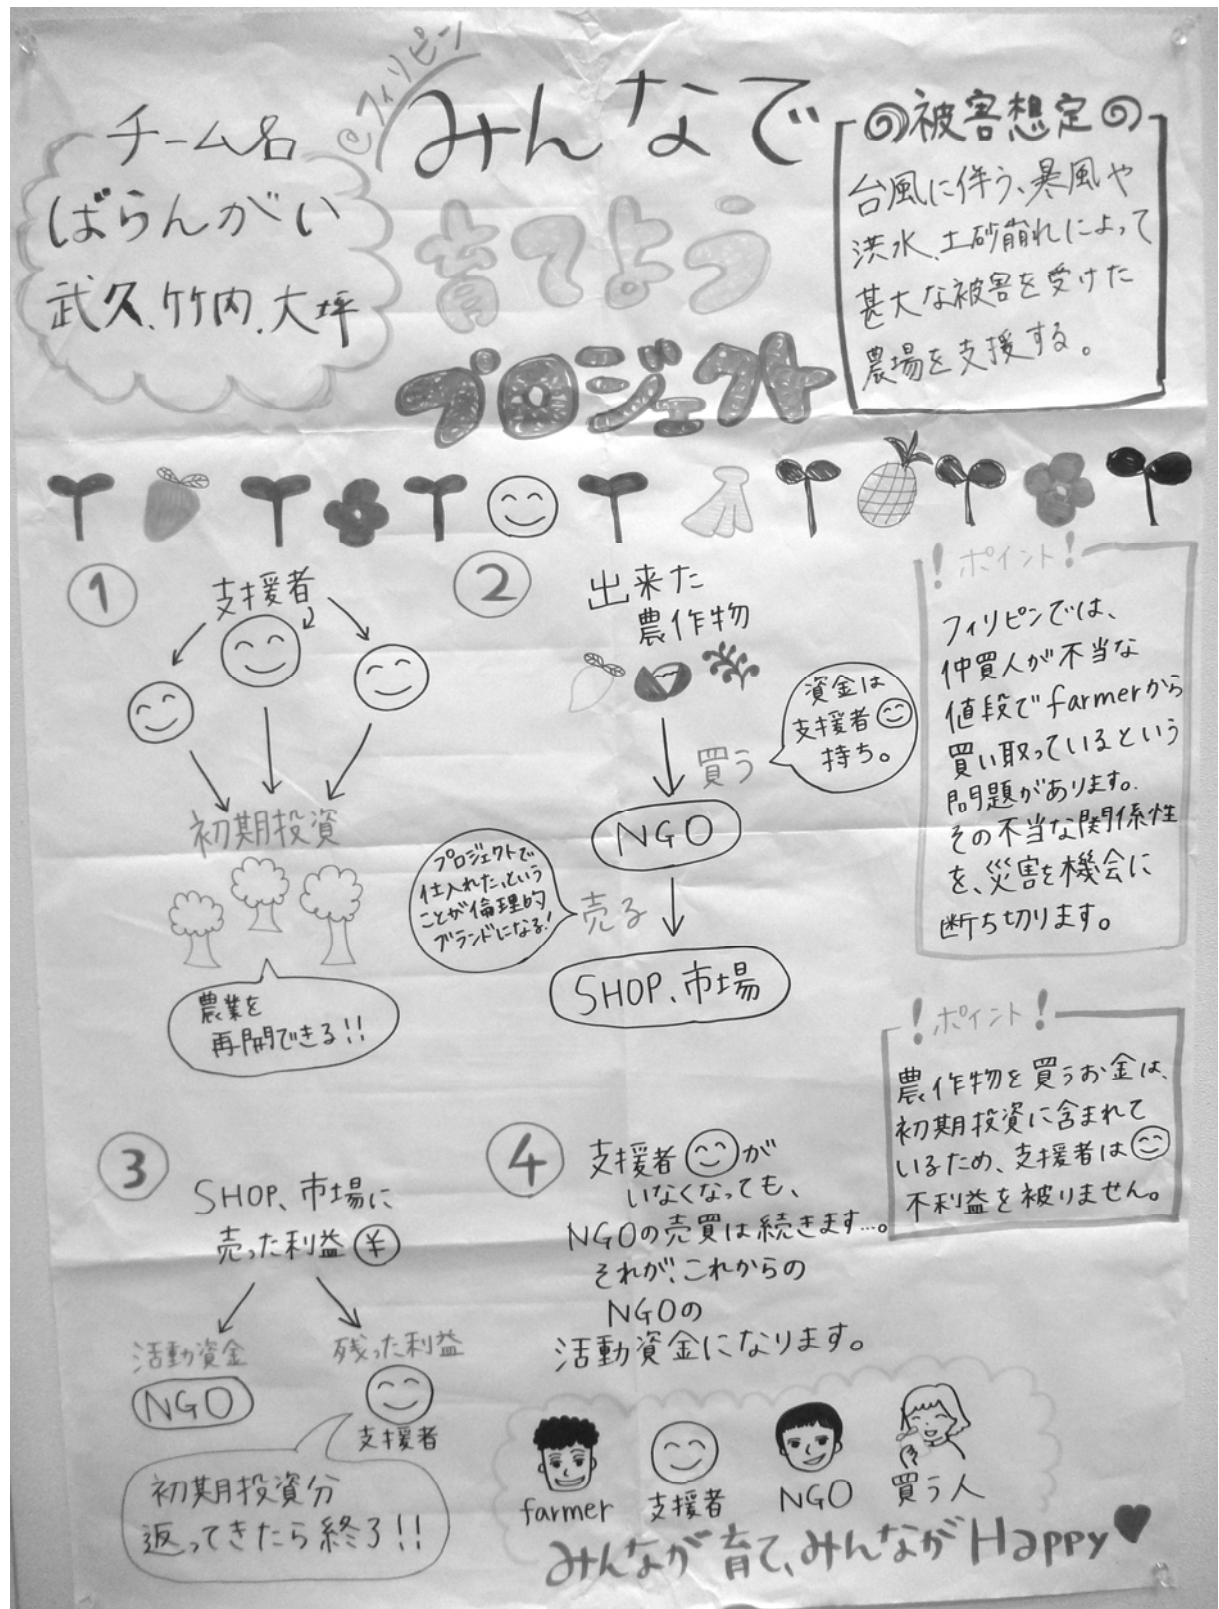 チーム名
ばらんがい
武久、竹内、大坪
@フィリピン
みんなで
育てよう
プロジェクト
被害想定
台風に伴う、暴風や
洪水、土砂崩れによって
甚大な被害を受けた
農場を支援する。
①
支援者
初期投資
農業を
再開できる!!
②
出来た
農作物
買う
資金は
支援者
持ち。
NGO
売る
プロジェクトで
仕入れた、という
ことが倫理的
ブランドになる!
SHOP、市場
!ポイント!
フィリピンでは、
仲買人が不当な
値段でfarmerから
買い取っているという
問題があります。
その不当な関係性
を、災害を機会に
断ち切ります。
!ポイント!
農作物を買うお金は、
初期投資に含まれて
いるため、支援者は
不利益を被りません。
③
SHOP、市場に
売った利益¥
活動資金
NGO
残った利益
支援者
初期投資分
返ってきたら終了!!
④
支援者が
いなくなっても、
NGOの売買は続きます…。
それが、これからの
NGOの
活動資金になります。
farmer
支援者
NGO
買う人
みんなが育て、みんながHappy♥